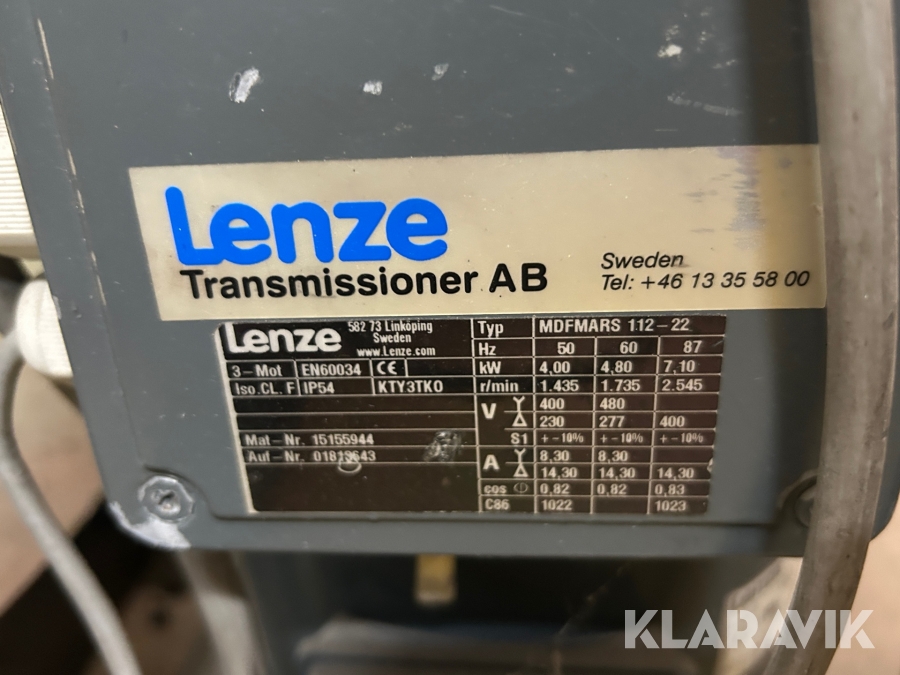 Lenze
Transmissioner AB
Sweden
Tel: +46 13 35 58 00
Lenze
582 73 Linköping
Sweden
www.Lenze.com
3-Mot EN60034 CE
Iso.CL. F IP54 KTY3TKO
Mat-Nr. 15155944
Auf-Nr.
Typ MDFMARS 112-22
Hz 50 60 87
kW 4,00 4,80 7,10
r/min 1.435 1.735 2.545
V Y 400 480
Δ 230 277 400
S1 +-10% +-10% +-10%
A Y 8,30 8,30
Δ 14,30 14,30 14,30
cos φ 0,82 0,82 0,83
C86 1022 1023
KLARAVIK